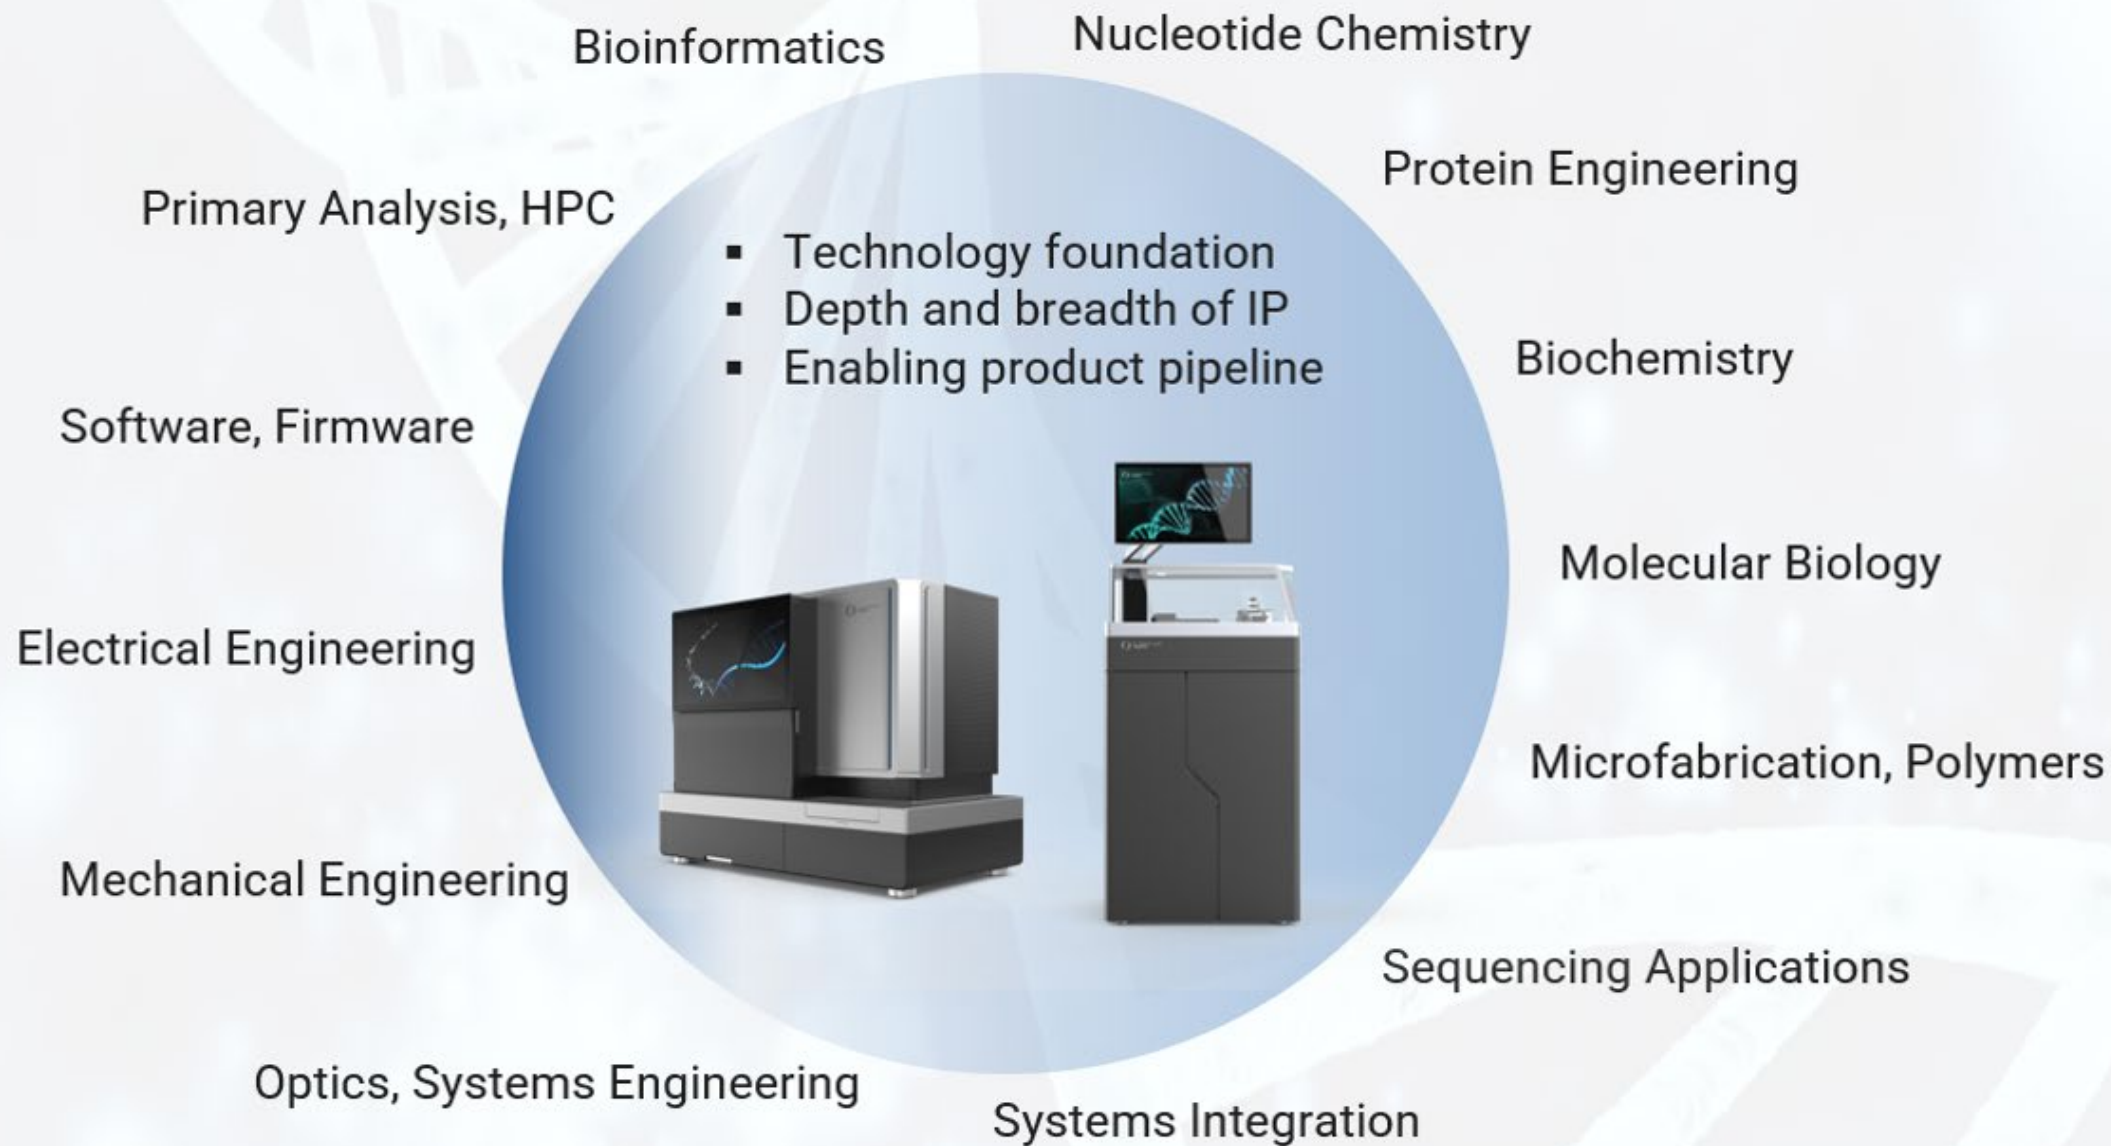 Bioinformatics
Nucleotide Chemistry
Primary Analysis, HPC
Protein Engineering
▪ Technology foundation
▪ Depth and breadth of IP
▪ Enabling product pipeline
Biochemistry
Software, Firmware
Molecular Biology
Electrical Engineering
Microfabrication, Polymers
Mechanical Engineering
Sequencing Applications
Optics, Systems Engineering
Systems Integration